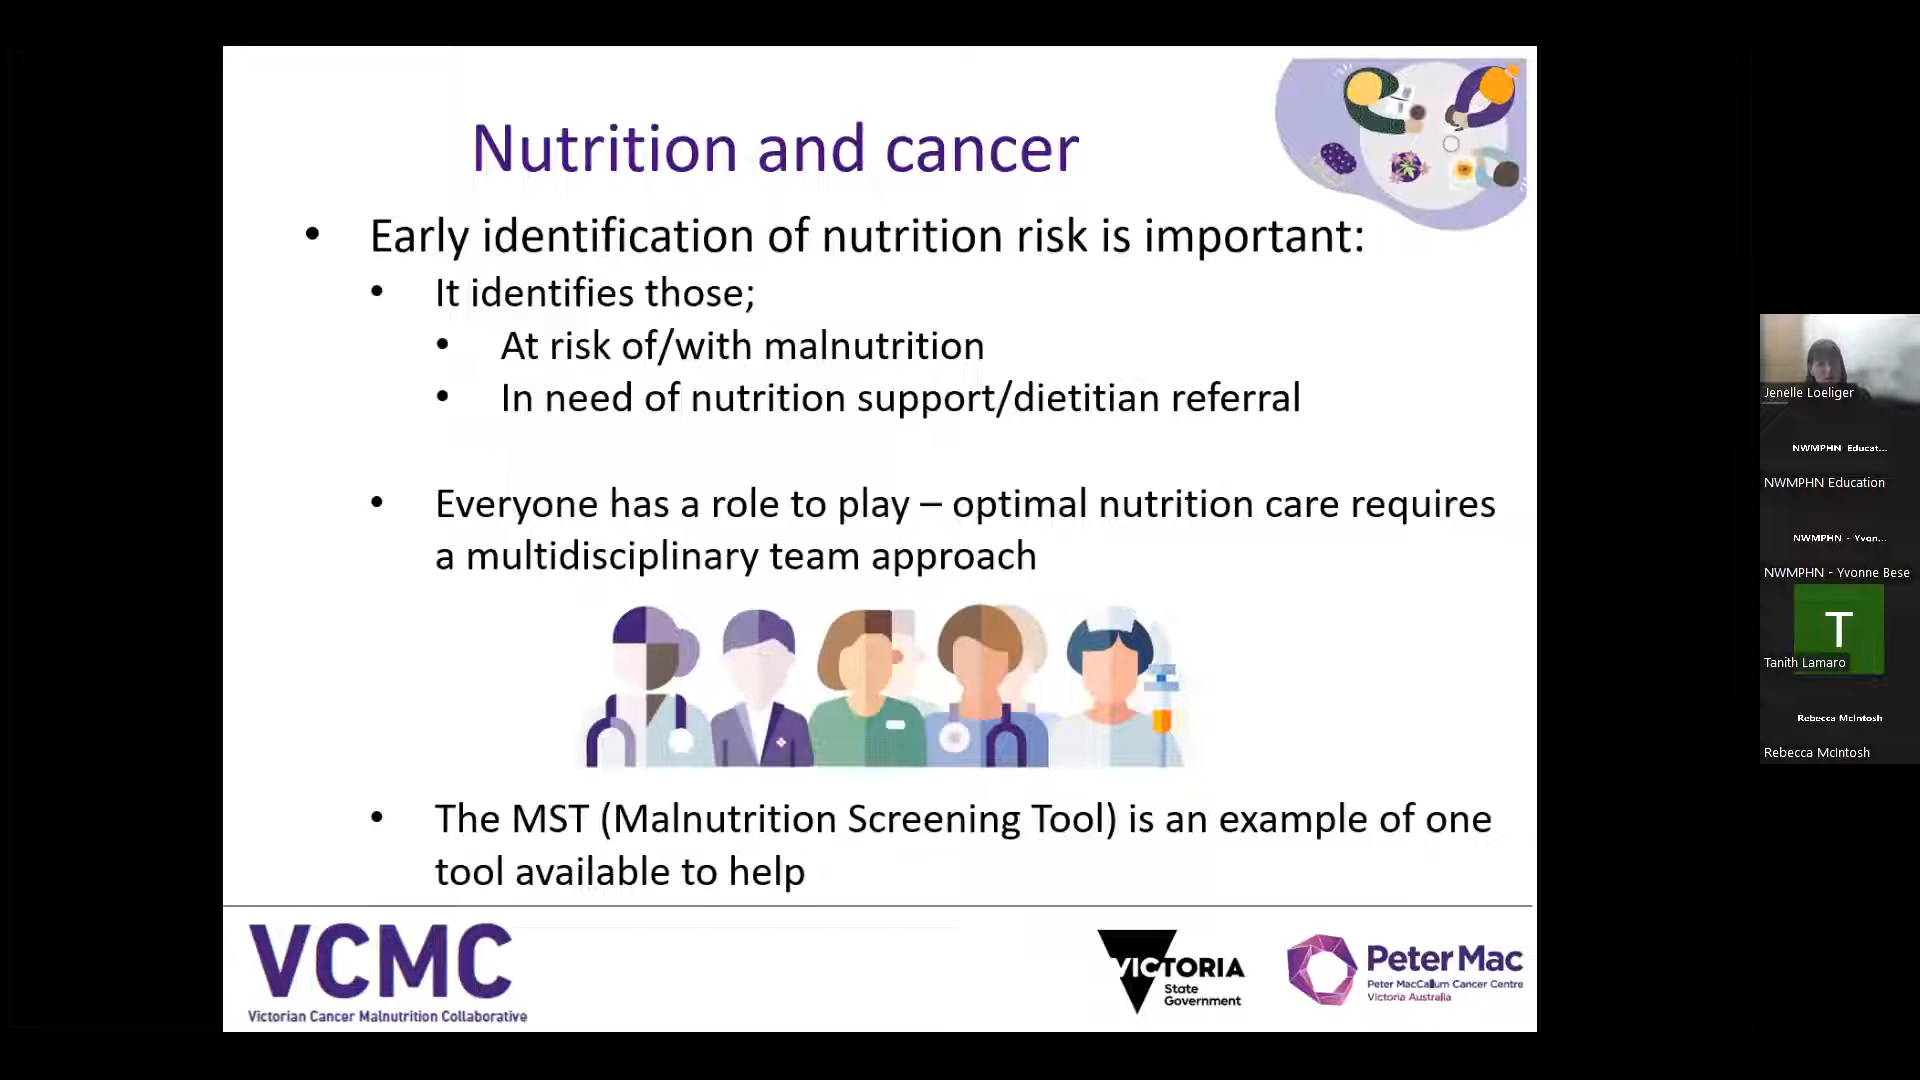 Nutrition and cancer
• Early identification of nutrition risk is important:
• It identifies those;
• At risk of/with malnutrition
• In need of nutrition support/dietitian referral
• Everyone has a role to play – optimal nutrition care requires
a multidisciplinary team approach
• The MST (Malnutrition Screening Tool) is an example of one
tool available to help
VCMC
Victorian Cancer Malnutrition Collaborative
VICTORIA
State
Government
Peter Mac
Peter MacCallum Cancer Centre
Victoria Australia
Jenelle Loeliger
NWMPHN Educat...
NWMPHN Education
NWMPHN - Yvon...
NWMPHN - Yvonne Bese
T
Tanith Lamaro
Rebecca McIntosh
Rebecca McIntosh